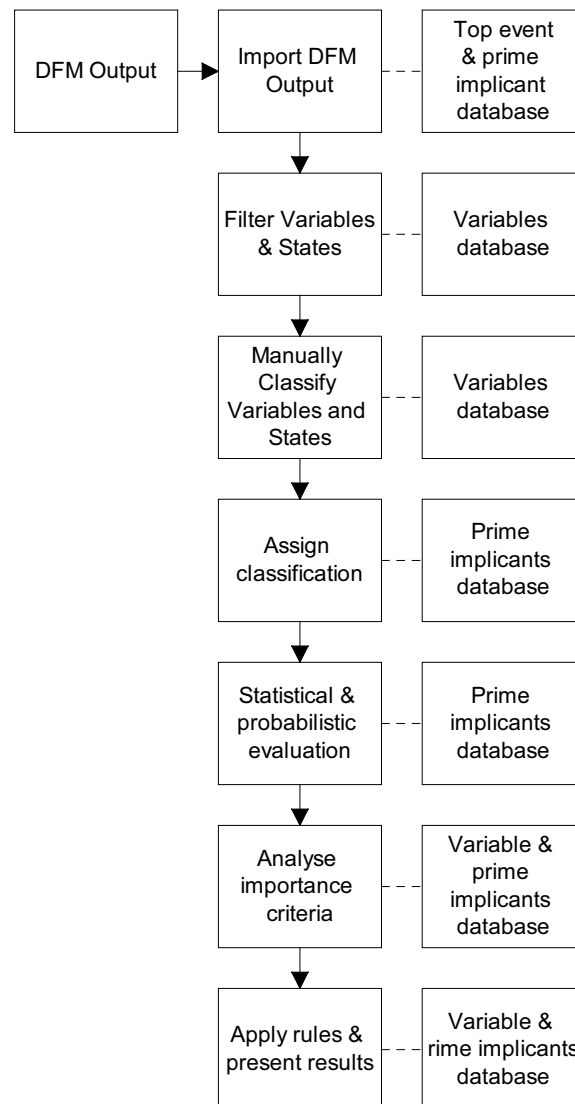 DFM Output
Import DFM
Output
Top event
& prime
implicant
database
Filter Variables
& States
Variables
database
Manually
Classify
Variables and
States
Variables
database
Assign
classification
Prime
implicants
database
Statistical &
probabilistic
evaluation
Prime
implicants
database
Analyse
importance
criteria
Variable &
prime
implicants
database
Apply rules &
present results
Variable &
rime implicants
database